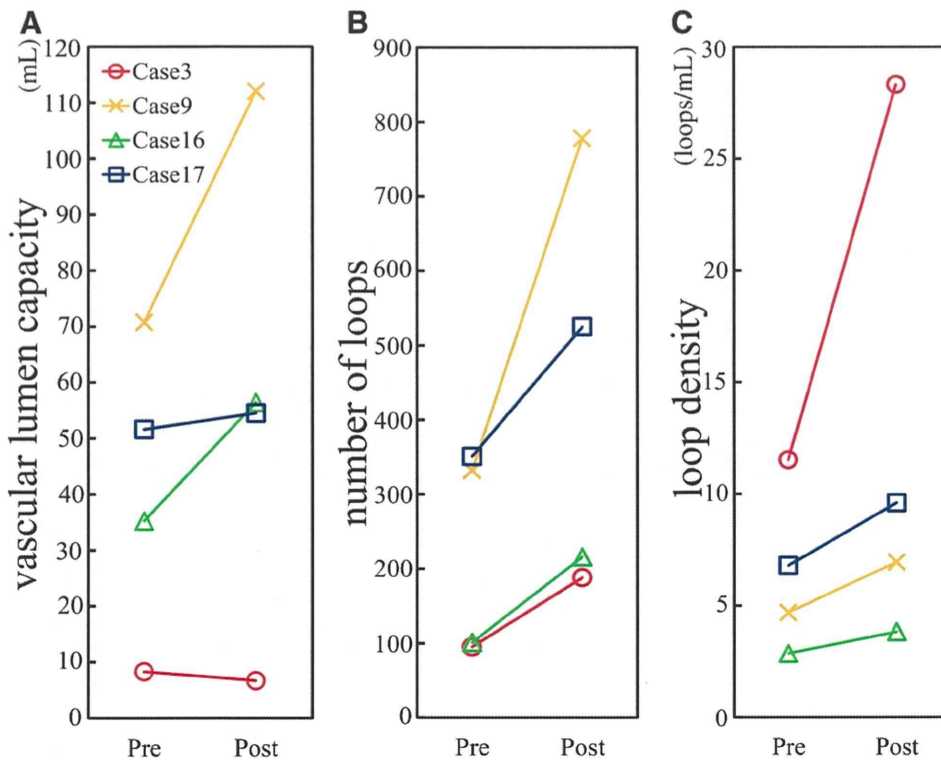 A
120
(mL)
110
100
90
80
70
60
50
40
30
20
10
0
vascular lumen capacity
Case3
Case9
Case16
Case17
Pre Post
B
900
800
700
600
500
400
300
200
100
0
number of loops
Pre Post
C
30
(loops/mL)
25
20
15
10
5
0
loop density
Pre Post